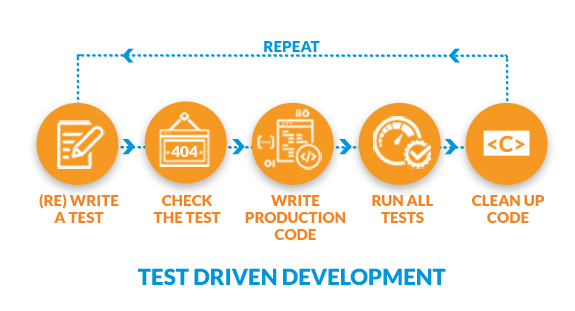 REPEAT
404
{...}
<C>
(RE) WRITE
A TEST
CHECK
THE TEST
WRITE
PRODUCTION
CODE
RUN ALL
TESTS
CLEAN UP
CODE
TEST DRIVEN DEVELOPMENT